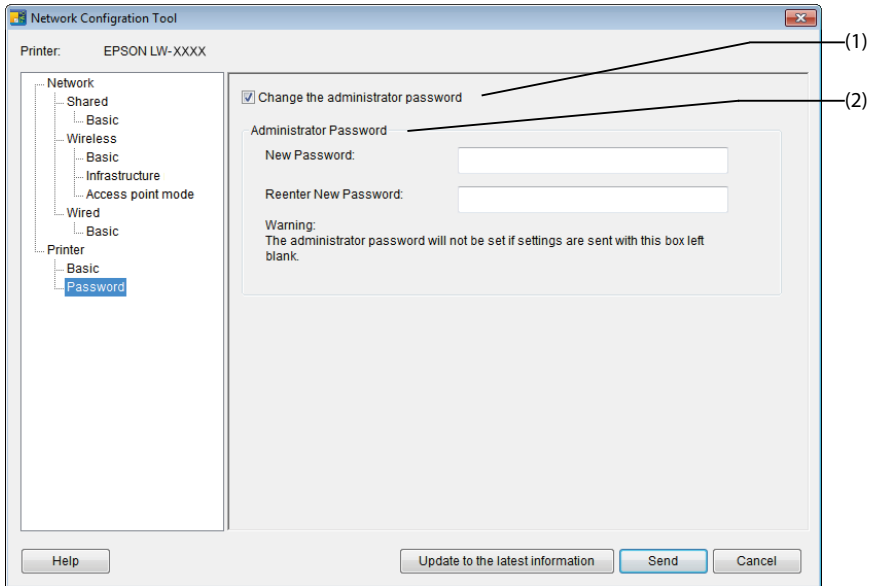 Network Configration Tool
Printer: EPSON LW-XXXX
(1)
Network
Shared
Basic
Wireless
Basic
Infrastructure
Access point mode
Wired
Basic
Printer
Basic
Password
Change the administrator password
(2)
Administrator Password
New Password:
Reenter New Password:
Warning:
The administrator password will not be set if settings are sent with this box left
blank.
Help
Update to the latest information
Send
Cancel